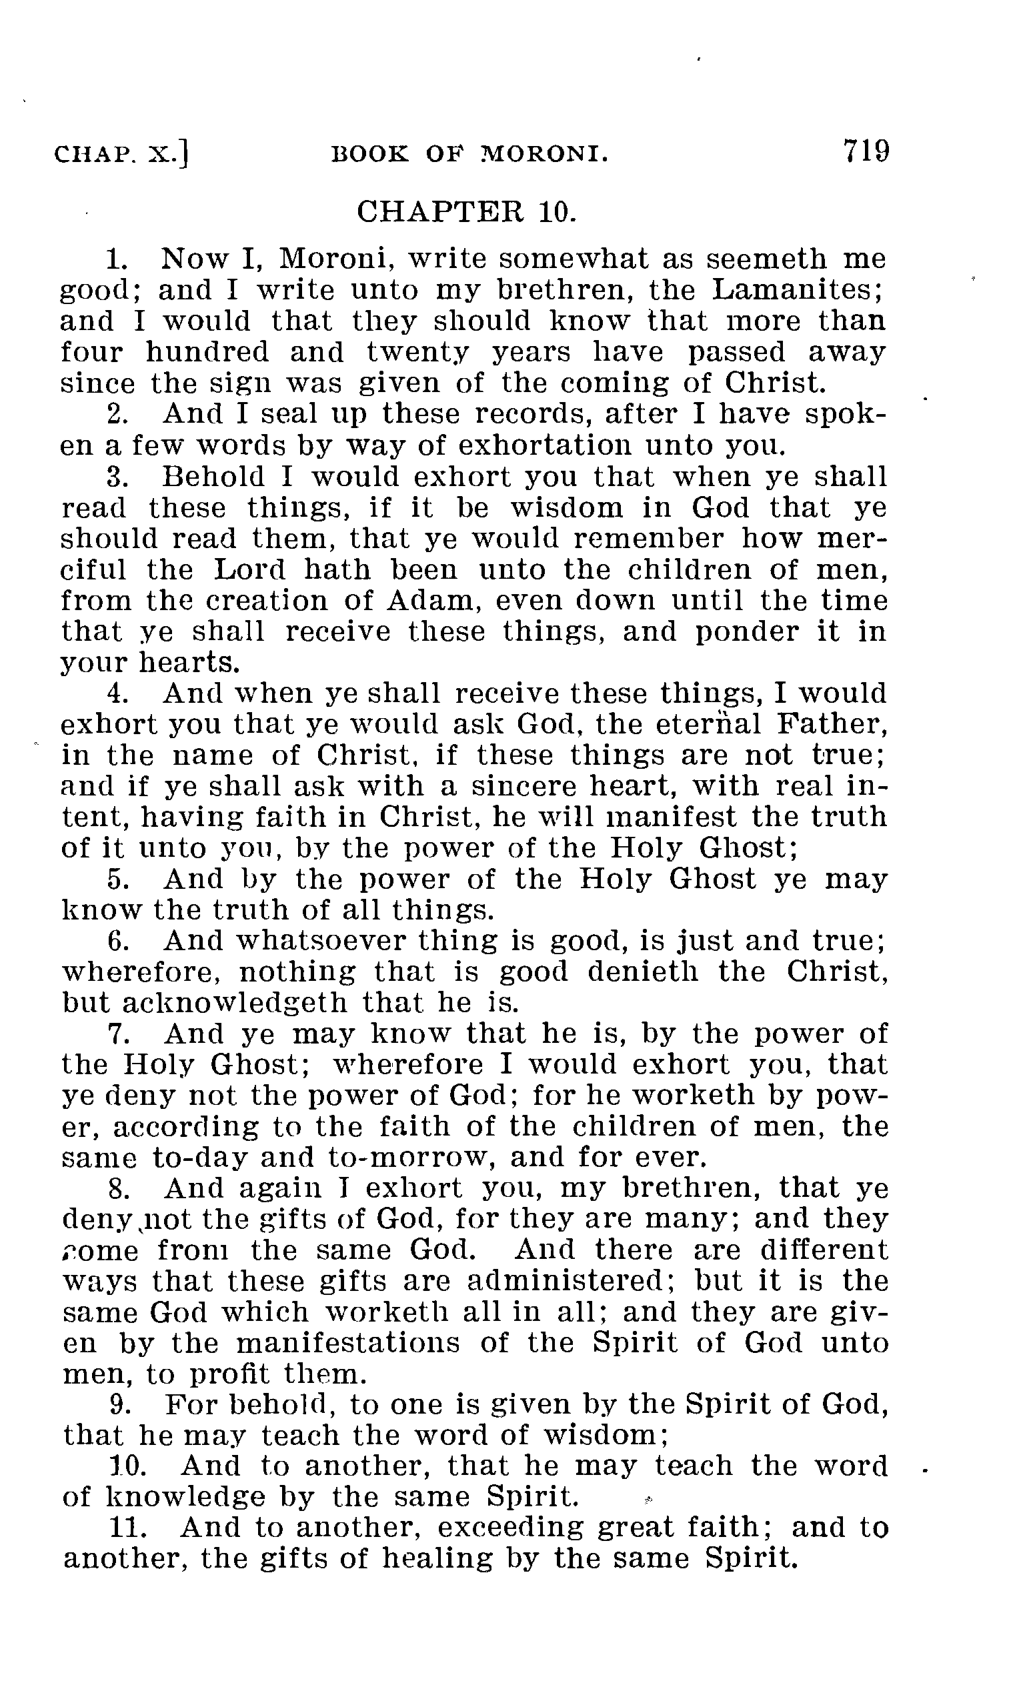 CHAP. X.] BOOK OF MORONI. 719
CHAPTER 10.
1. Now I, Moroni, write somewhat as seemeth me
good; and I write unto my brethren, the Lamanites;
and I would that they should know that more than
four hundred and twenty years have passed away
since the sign was given of the coming of Christ.
2. And I seal up these records, after I have spok-
en a few words by way of exhortation unto you.
3. Behold I would exhort you that when ye shall
read these things, if it be wisdom in God that ye
should read them, that ye would remember how mer-
ciful the Lord hath been unto the children of men,
from the creation of Adam, even down until the time
that ye shall receive these things, and ponder it in
your hearts.
4. And when ye shall receive these things, I would
exhort you that ye would ask God, the eternal Father,
in the name of Christ, if these things are not true;
and if ye shall ask with a sincere heart, with real in-
tent, having faith in Christ, he will manifest the truth
of it unto you, by the power of the Holy Ghost;
5. And by the power of the Holy Ghost ye may
know the truth of all things.
6. And whatsoever thing is good, is just and true;
wherefore, nothing that is good denieth the Christ,
but acknowledgeth that he is.
7. And ye may know that he is, by the power of
the Holy Ghost; wherefore I would exhort you, that
ye deny not the power of God; for he worketh by pow-
er, according to the faith of the children of men, the
same to-day and to-morrow, and for ever.
8. And again I exhort you, my brethren, that ye
deny not the gifts of God, for they are many; and they
come from the same God. And there are different
ways that these gifts are administered; but it is the
same God which worketh all in all; and they are giv-
en by the manifestations of the Spirit of God unto
men, to profit them.
9. For behold, to one is given by the Spirit of God,
that he may teach the word of wisdom;
10. And to another, that he may teach the word
of knowledge by the same Spirit.
11. And to another, exceeding great faith; and to
another, the gifts of healing by the same Spirit.